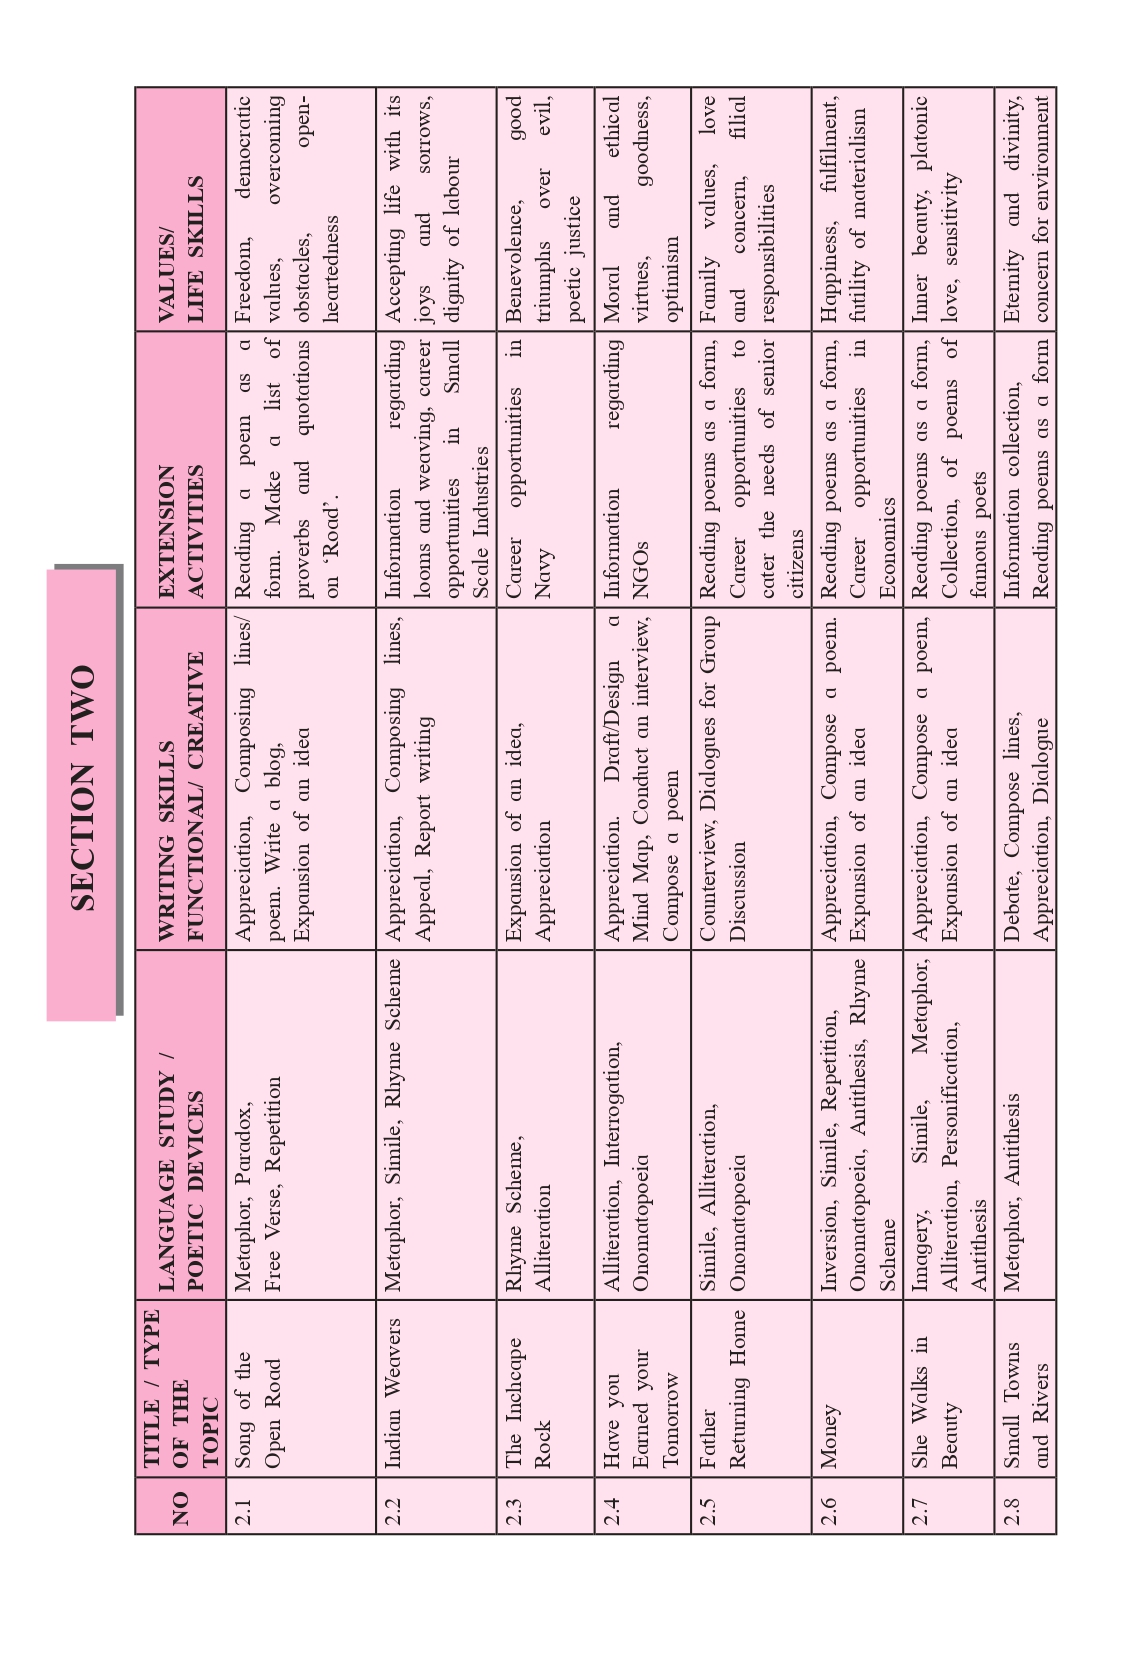 SECTION TWO
NO
TITLE / TYPE
OF THE
TOPIC
LANGUAGE STUDY /
POETIC DEVICES
WRITING SKILLS
FUNCTIONAL/ CREATIVE
EXTENSION
ACTIVITIES
VALUES/
LIFE SKILLS
2.1
Song of the
Open Road
Metaphor, Paradox,
Free Verse, Repetition
Appreciation, Composing lines/
poem. Write a blog,
Expansion of an idea
Reading a poem as a
form. Make a list of
proverbs and quotations
on ‘Road’.
Freedom, democratic
values, overcoming
obstacles, open-
heartedness
2.2
Indian Weavers
Metaphor, Simile, Rhyme Scheme
Appreciation, Composing lines,
Appeal, Report writing
Information regarding
looms and weaving, career
opportunities in Small
Scale Industries
Accepting life with its
joys and sorrows,
dignity of labour
2.3
The Inchcape
Rock
Rhyme Scheme,
Alliteration
Expansion of an idea,
Appreciation
Career opportunities in
Navy
Benevolence, good
triumphs over evil,
poetic justice
2.4
Have you
Earned your
Tomorrow
Alliteration, Interrogation,
Onomatopoeia
Appreciation. Draft/Design a
Mind Map, Conduct an interview,
Compose a poem
Information regarding
NGOs
Moral and ethical
virtues, goodness,
optimism
2.5
Father
Returning Home
Simile, Alliteration,
Onomatopoeia
Counterview, Dialogues for Group
Discussion
Reading poems as a form,
Career opportunities to
cater the needs of senior
citizens
Family values, love
and concern, filial
responsibilities
2.6
Money
Inversion, Simile, Repetition,
Onomatopoeia, Antithesis, Rhyme
Scheme
Appreciation, Compose a poem.
Expansion of an idea
Reading poems as a form,
Career opportunities in
Economics
Happiness, fulfilment,
futility of materialism
2.7
She Walks in
Beauty
Imagery, Simile, Metaphor,
Alliteration, Personification,
Antithesis
Appreciation, Compose a poem,
Expansion of an idea
Reading poems as a form,
Collection, of poems of
famous poets
Inner beauty, platonic
love, sensitivity
2.8
Small Towns
and Rivers
Metaphor, Antithesis
Debate, Compose lines,
Appreciation, Dialogue
Information collection,
Reading poems as a form
Eternity and divinity,
concern for environment